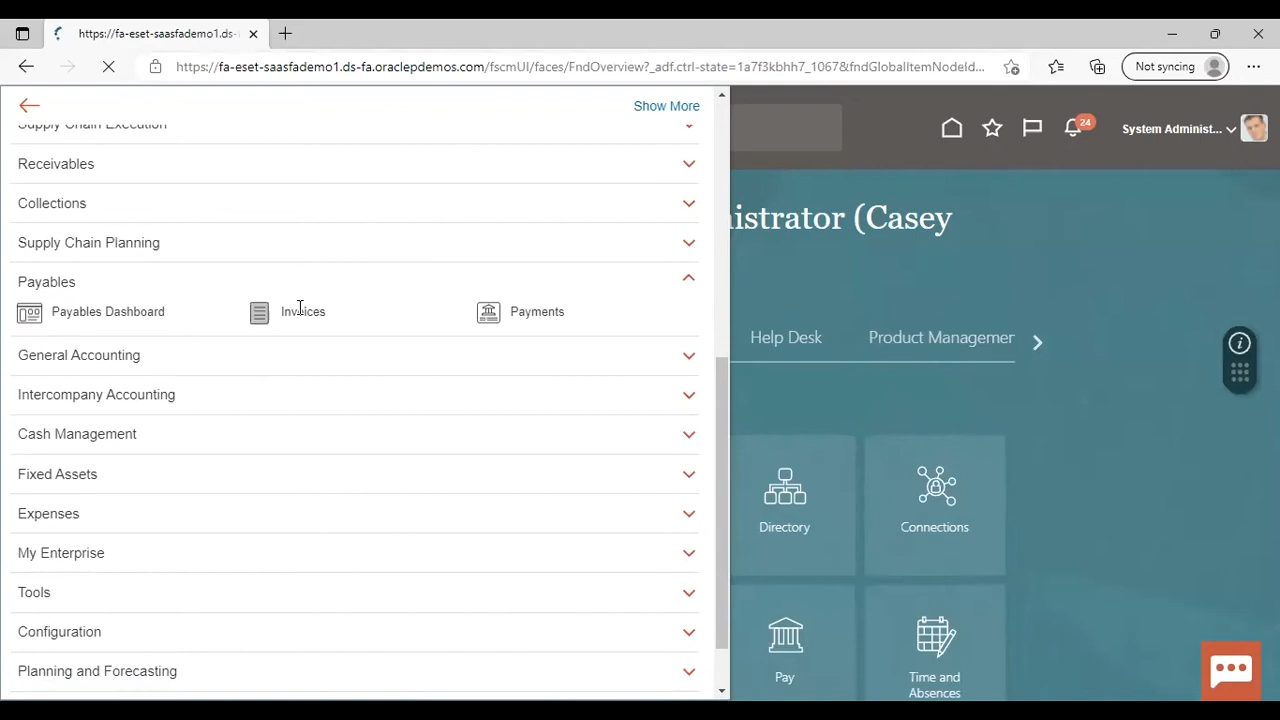 https://fa-eset-saasfademo1.ds-
https://fa-eset-saasfademo1.ds-fa.oraclepdemos.com/fscmUI/faces/FndOverview?_adf.ctrl-state=1a7f3kbhh7_1067&fndGlobalItemNodeId...
Not syncing
Show More
Supply Chain Execution
Receivables
Collections
Supply Chain Planning
Payables
Payables Dashboard
Invoices
Payments
General Accounting
Intercompany Accounting
Cash Management
Fixed Assets
Expenses
My Enterprise
Tools
Configuration
Planning and Forecasting
24
System Administ...
nistrator (Casey
Help Desk
Product Managemer
Directory
Connections
Pay
Time and
Absences